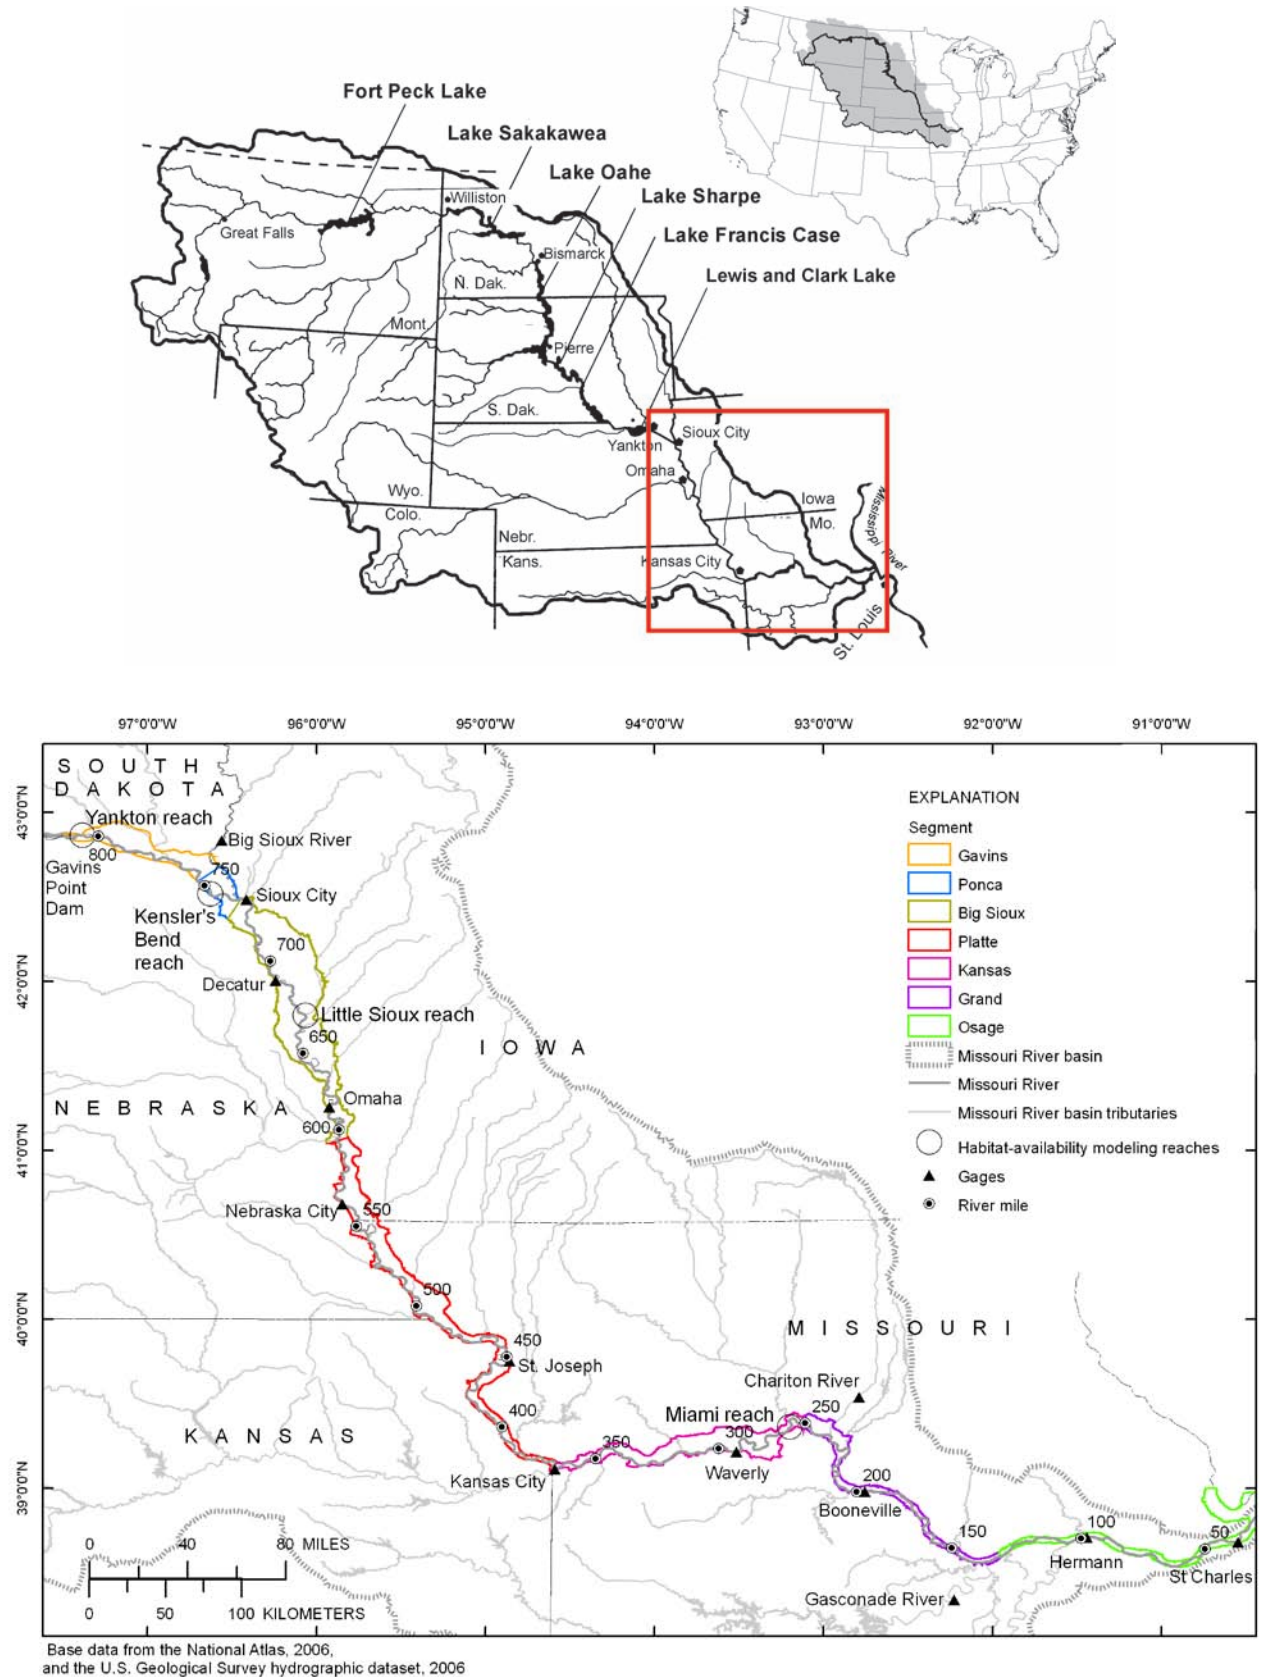 Fort Peck Lake
Lake Sakakawea
Lake Oahe
Lake Sharpe
Lake Francis Case
Lewis and Clark Lake
Williston
Great Falls
Bismarck
N. Dak.
Mont.
Pierre
S. Dak.
Yankton
Sioux City
Omaha
Wyo.
Colo.
Iowa
Mo.
Mississippi River
Nebr.
Kans.
Kansas City
St. Louis
97°0'0"W 96°0'0"W 95°0'0"W 94°0'0"W 93°0'0"W 92°0'0"W 91°0'0"W
43°0'0"N
42°0'0"N
41°0'0"N
40°0'0"N
39°0'0"N
SOUTH
DAKOTA
Yankton reach
Big Sioux River
800
Gavins
Point
Dam
750
Sioux City
Kensler's
Bend
reach
700
Decatur
Little Sioux reach
650
IOWA
NEBRASKA
Omaha
600
Nebraska City
550
500
450
St. Joseph
MISSOURI
400
KANSAS
Kansas City
350
Chariton River
Miami reach
300
250
Waverly
200
Booneville
150
100
Hermann
50
St Charles
Gasconade River
EXPLANATION
Segment
Gavins
Ponca
Big Sioux
Platte
Kansas
Grand
Osage
Missouri River basin
Missouri River
Missouri River basin tributaries
Habitat-availability modeling reaches
Gages
River mile
0 40 80 MILES
0 50 100 KILOMETERS
Base data from the National Atlas, 2006,
and the U.S. Geological Survey hydrographic dataset, 2006